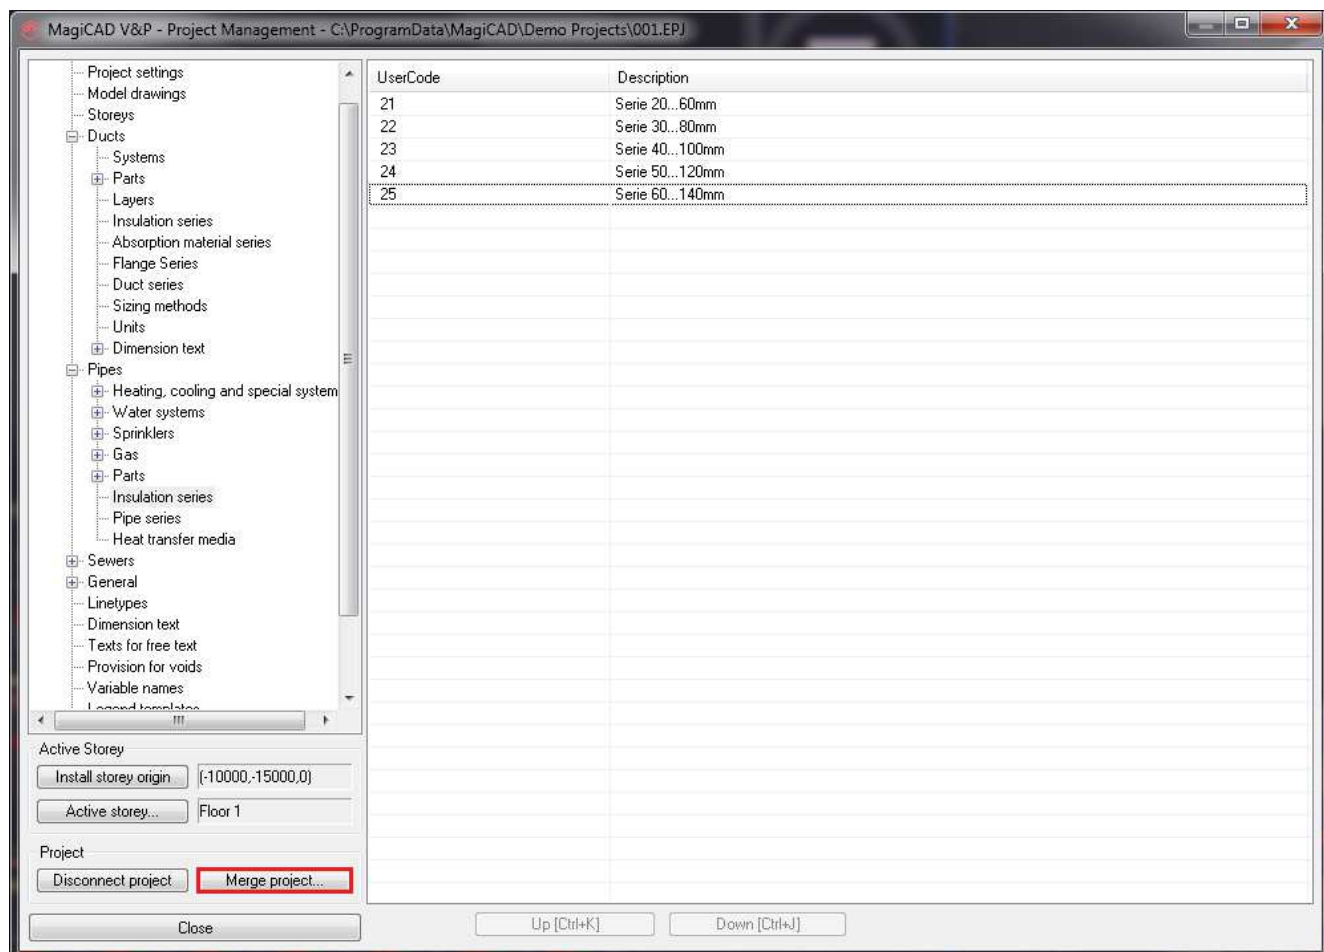 MagiCAD V&P - Project Management - C:\ProgramData\MagiCAD\Demo Projects\001.EPJ
Project settings
Model drawings
Storeys
Ducts
Systems
Parts
Layers
Insulation series
Absorption material series
Flange Series
Duct series
Sizing methods
Units
Dimension text
Pipes
Heating, cooling and special system
Water systems
Sprinklers
Gas
Parts
Insulation series
Pipe series
Heat transfer media
Sewers
General
Linetypes
Dimension text
Texts for free text
Provision for voids
Variable names
Legend templates
Active Storey
Install storey origin (-10000,-15000,0)
Active storey... Floor 1
Project
Disconnect project Merge project...
Close
UserCode Description
21 Serie 20...60mm
22 Serie 30...80mm
23 Serie 40...100mm
24 Serie 50...120mm
25 Serie 60...140mm
Up [Ctrl+K] Down [Ctrl+J]